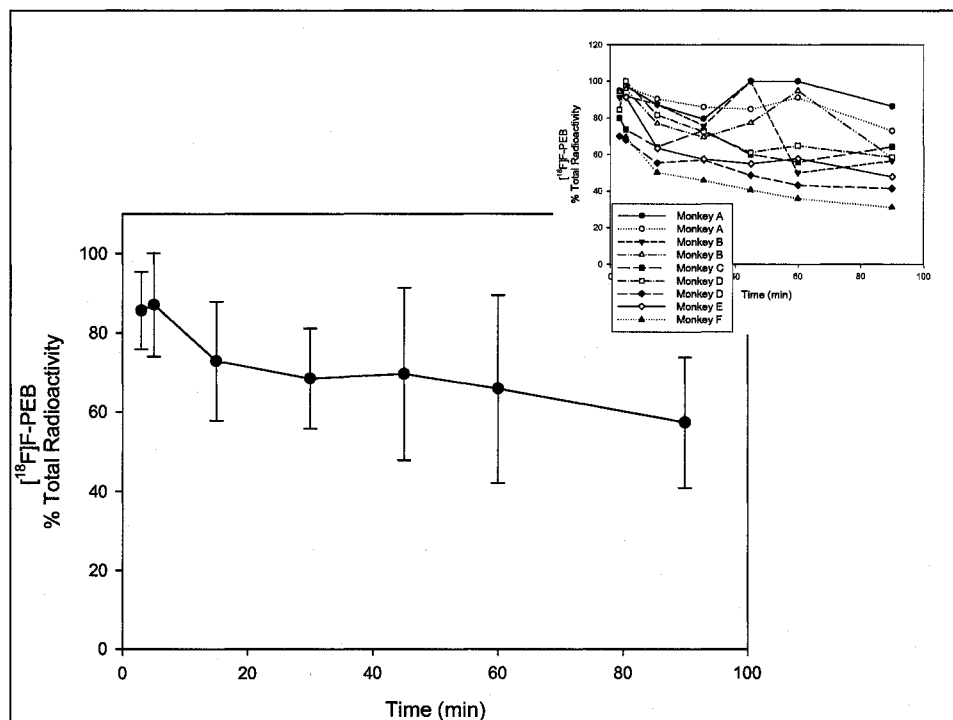 120
100
80
60
40
20
0
[18F]F-PEB
% Total Radioactivity
Monkey A
Monkey A
Monkey B
Monkey B
Monkey C
Monkey D
Monkey D
Monkey E
Monkey F
40 60 80 100
Time (min)
100
80
60
40
20
0
[18F]F-PEB
% Total Radioactivity
0 20 40 60 80 100
Time (min)